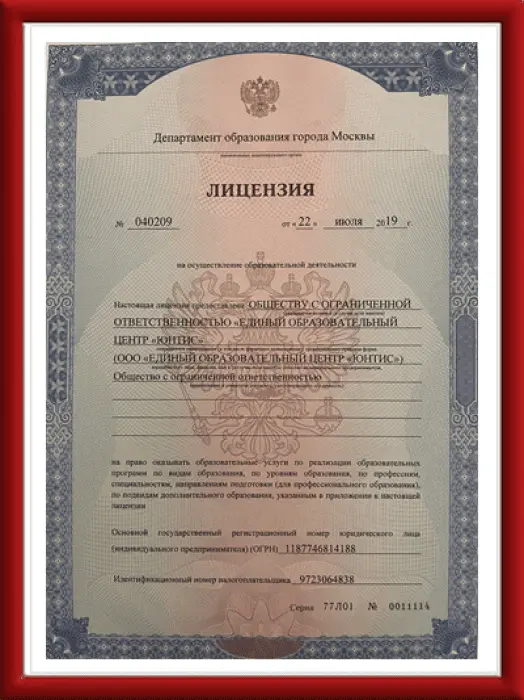 Департамент образования города Москвы
наименование лицензирующего органа
ЛИЦЕНЗИЯ
№ 040209 от « 22 » июля 2019 г.
на осуществление образовательной деятельности
Настоящая лицензия предоставлена ОБЩЕСТВУ С ОГРАНИЧЕННОЙ
ОТВЕТСТВЕННОСТЬЮ «ЕДИНЫЙ ОБРАЗОВАТЕЛЬНЫЙ
ЦЕНТР «ЮНТИС»
(ООО «ЕДИНЫЙ ОБРАЗОВАТЕЛЬНЫЙ ЦЕНТР «ЮНТИС»)
Общество с ограниченной ответственностью
на право оказывать образовательные услуги по реализации образовательных
программ по видам образования, по уровням образования, по профессиям,
специальностям, направлениям подготовки (для профессионального образования),
по подвидам дополнительного образования, указанным в приложении к настоящей
лицензии
Основной государственный регистрационный номер юридического лица
(индивидуального предпринимателя) (ОГРН) 1187746814188
Идентификационный номер налогоплательщика 9723064838
Серия 77Л01 № 0011114